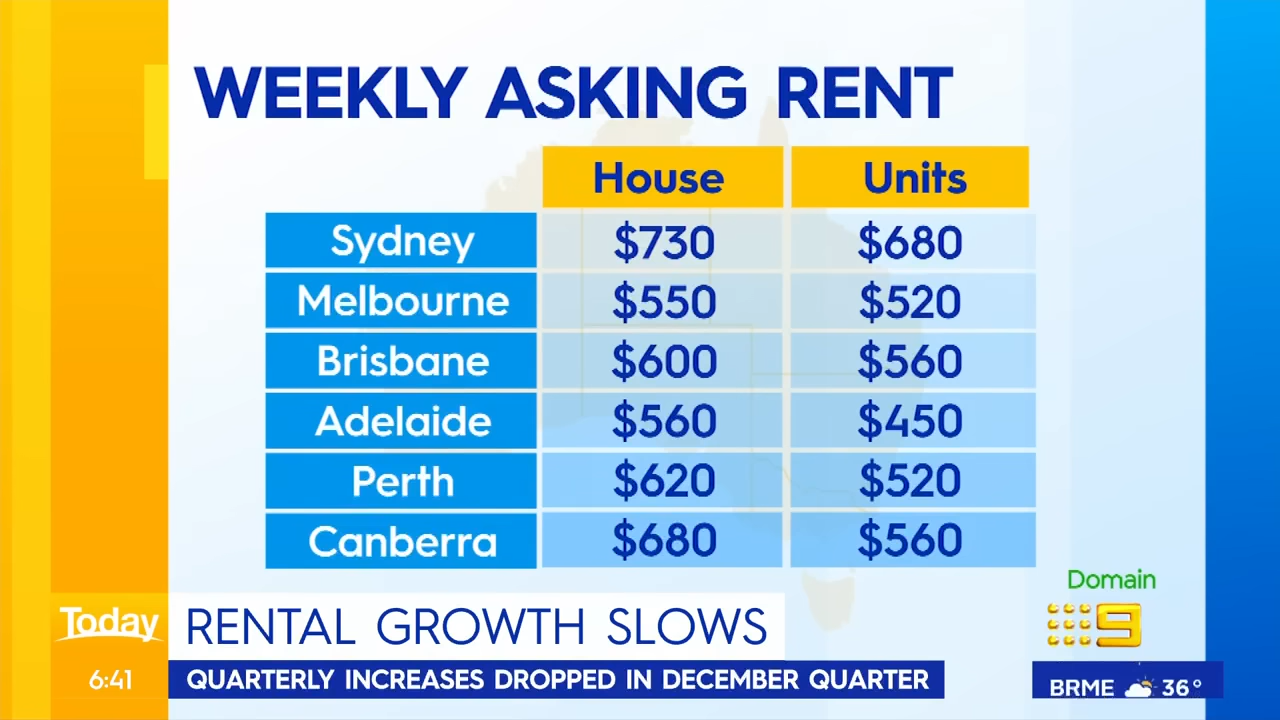 WEEKLY ASKING RENT
House Units
Sydney $730 $680
Melbourne $550 $520
Brisbane $600 $560
Adelaide $560 $450
Perth $620 $520
Canberra $680 $560
Domain
9
Today RENTAL GROWTH SLOWS
6:41 QUARTERLY INCREASES DROPPED IN DECEMBER QUARTER
BRME 36°